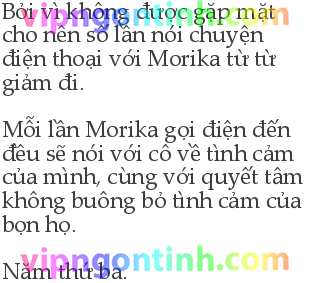 Bởi vì không được gặp mặt
cho nên số lần nói chuyện
điện thoại với Morika từ từ
giảm đi.
Mỗi lần Morika gọi điện đến
đều sẽ nói với cô về tình cảm
của mình, cùng với quyết tâm
không buông bỏ tình cảm của
bọn họ.
Năm thứ ba.
vipngontinh.com
vipngontinh.com